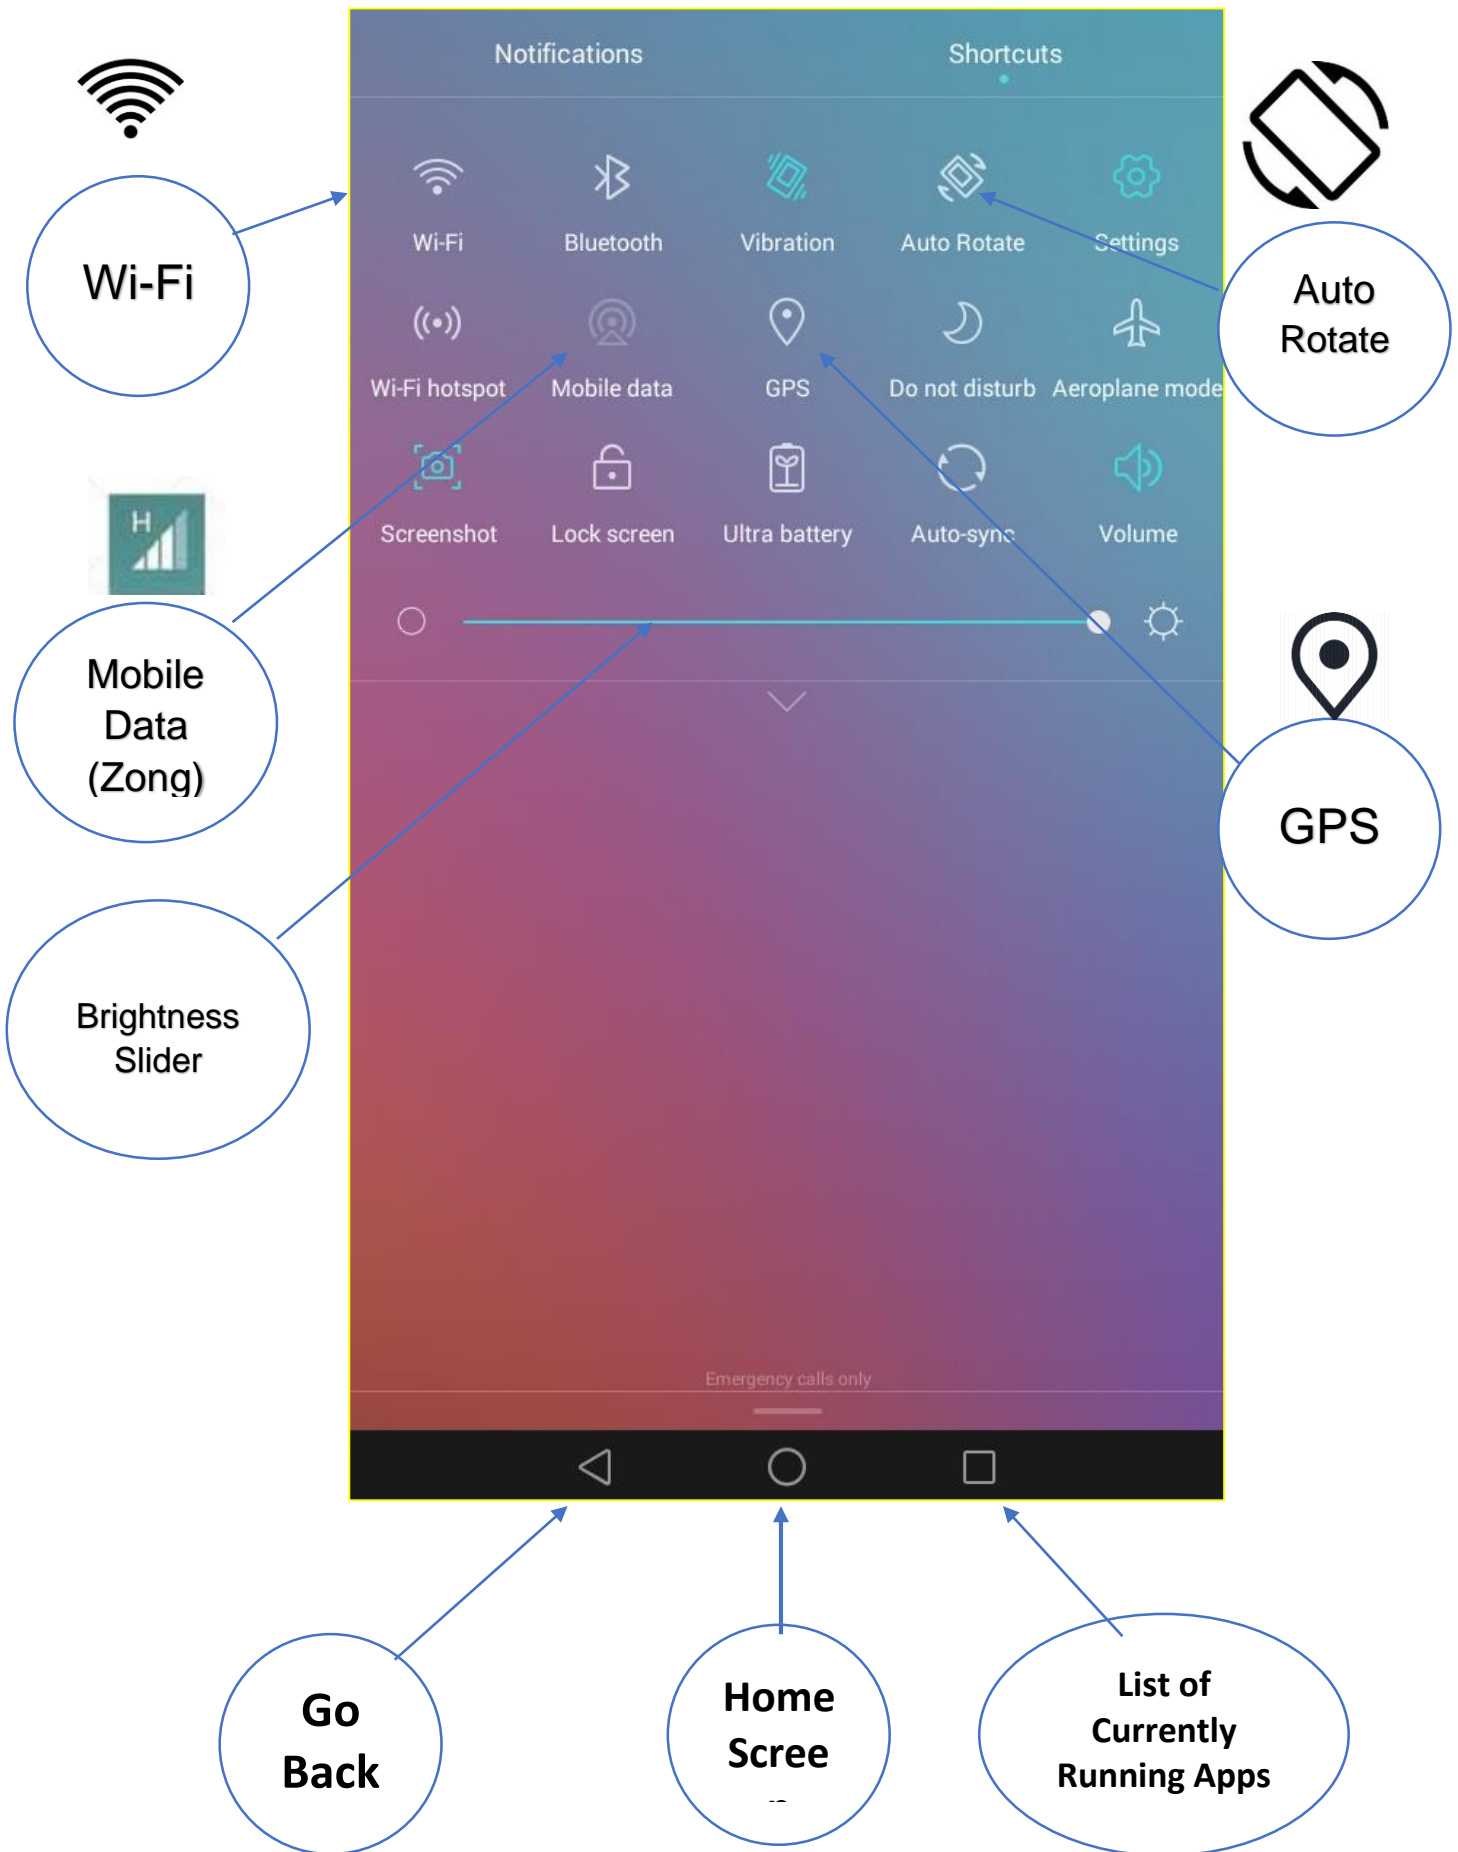 Notifications
Shortcuts
Wi-Fi
Bluetooth
Vibration
Auto Rotate
Settings
Wi-Fi hotspot
Mobile data
GPS
Do not disturb
Aeroplane mode
Screenshot
Lock screen
Ultra battery
Auto-sync
Volume
Emergency calls only
Wi-Fi
H
Mobile
Data
(Zong)
Brightness
Slider
Auto
Rotate
GPS
Go
Back
Home
Scree
n
List of
Currently
Running Apps